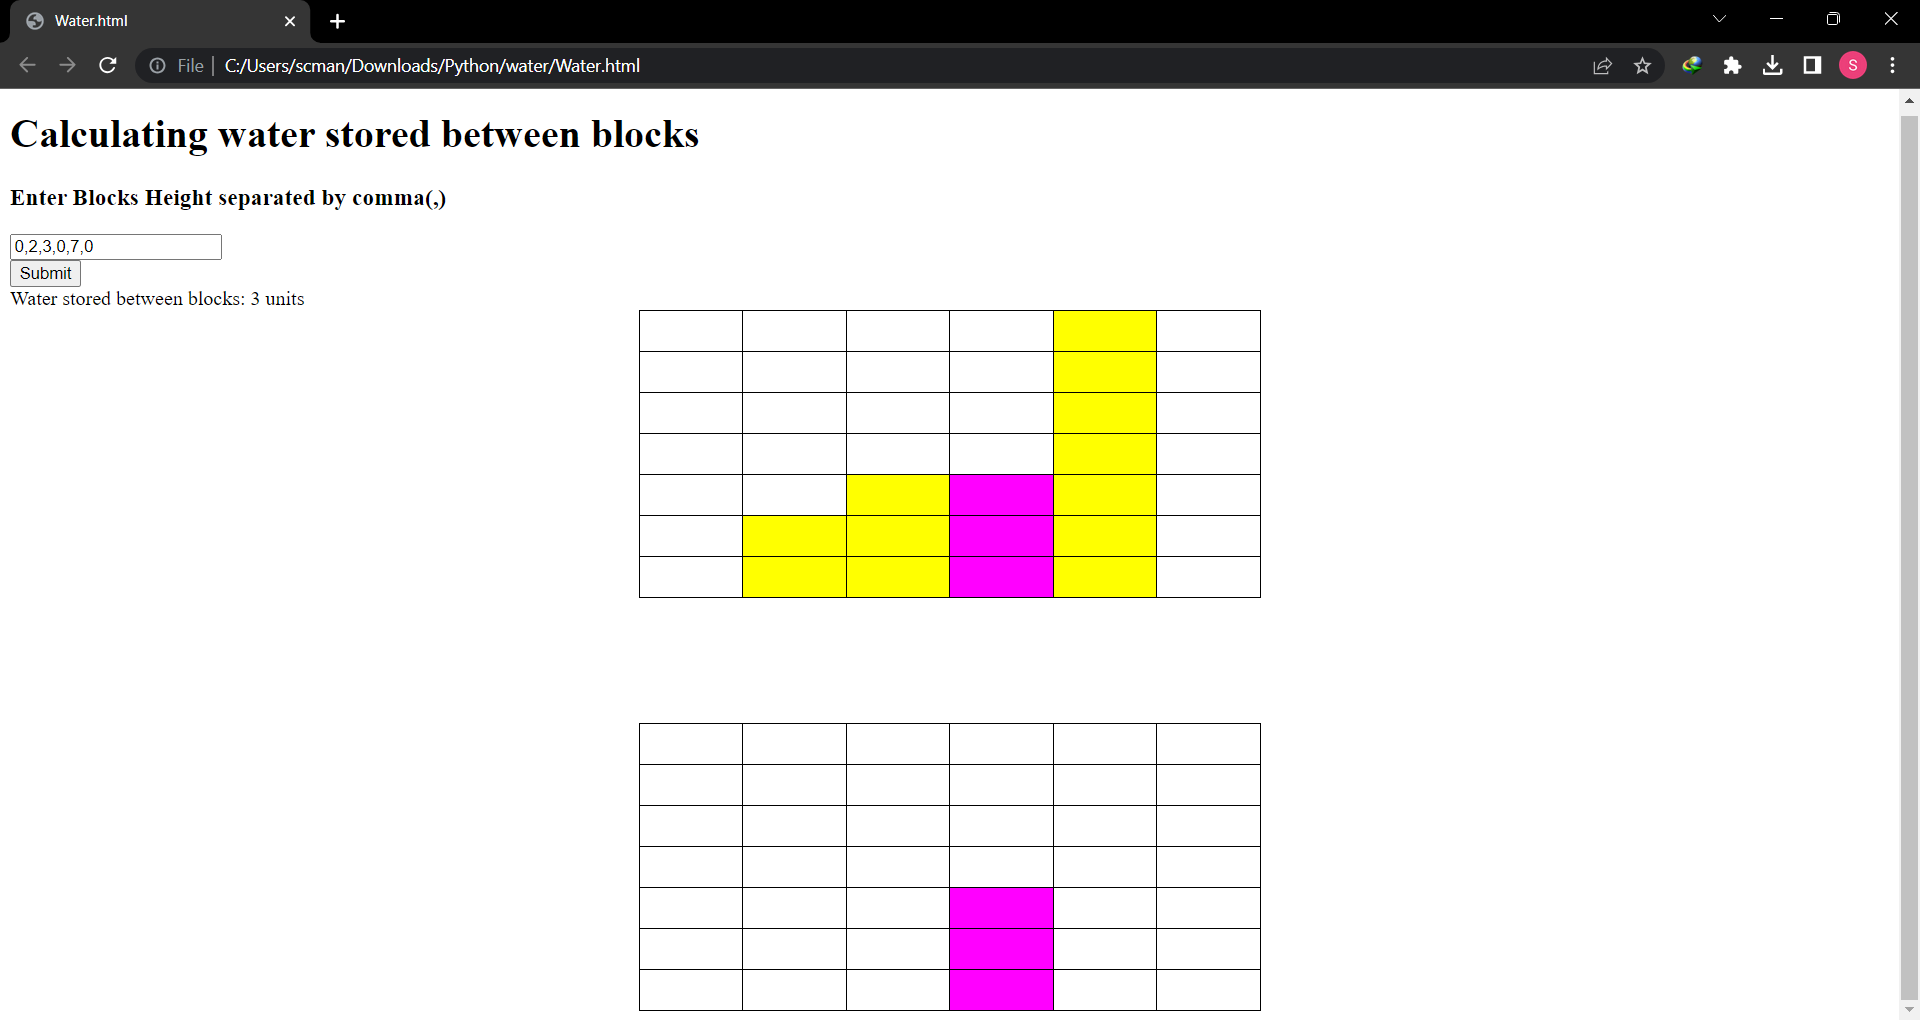 Water.html
File
C:/Users/scman/Downloads/Python/water/Water.html
S
Calculating water stored between blocks
Enter Blocks Height separated by comma(,)
0,2,3,0,7,0
Submit
Water stored between blocks: 3 units